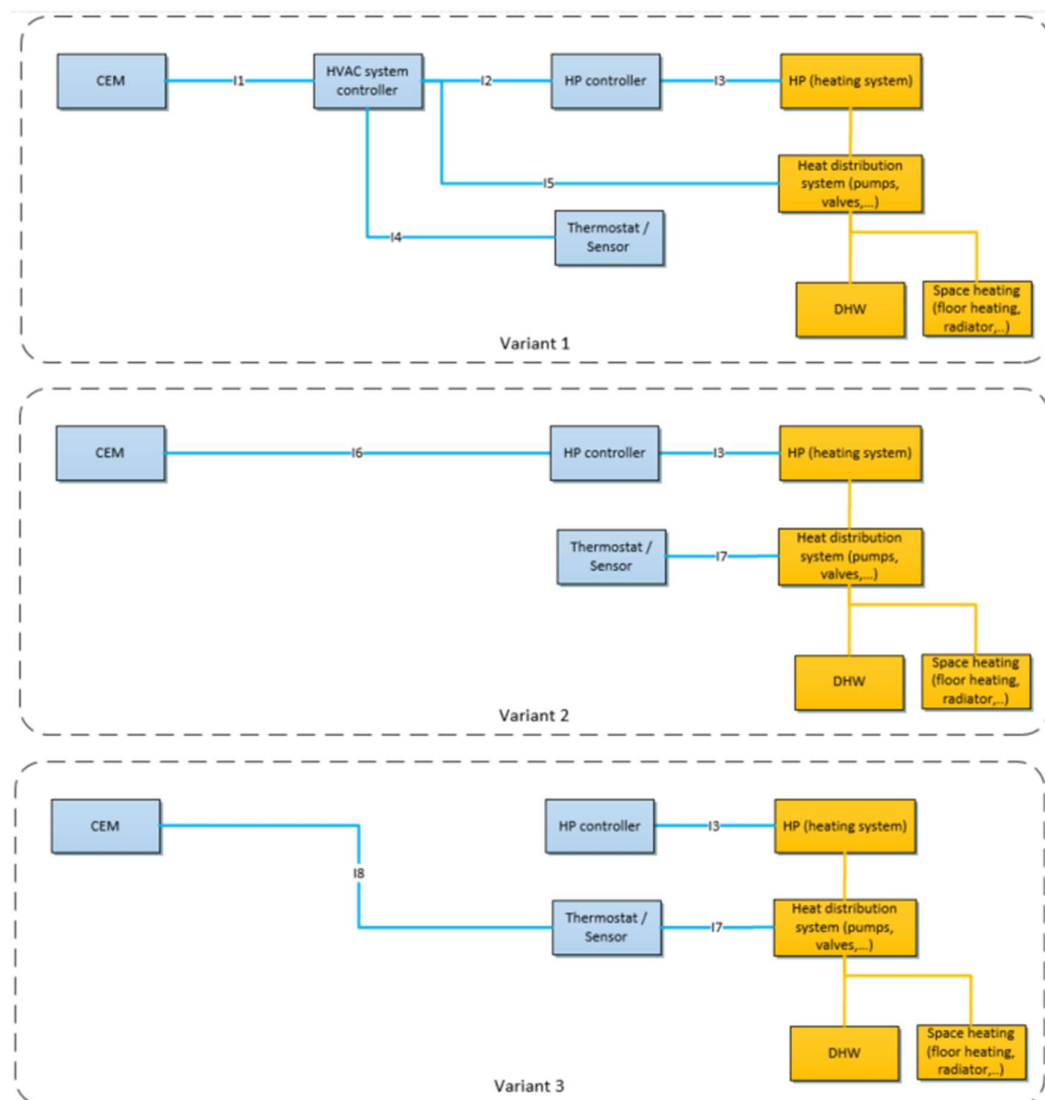 CEM
I1
HVAC system
controller
I2
HP controller
I3
HP (heating system)
Heat distribution
system (pumps,
valves,...)
I5
I4
Thermostat /
Sensor
DHW
Space heating
(floor heating,
radiator,..)
Variant 1
CEM
I6
HP controller
I3
HP (heating system)
Thermostat /
Sensor
I7
Heat distribution
system (pumps,
valves,...)
DHW
Space heating
(floor heating,
radiator,..)
Variant 2
CEM
HP controller
I3
HP (heating system)
I8
Thermostat /
Sensor
I7
Heat distribution
system (pumps,
valves,...)
DHW
Space heating
(floor heating,
radiator,..)
Variant 3